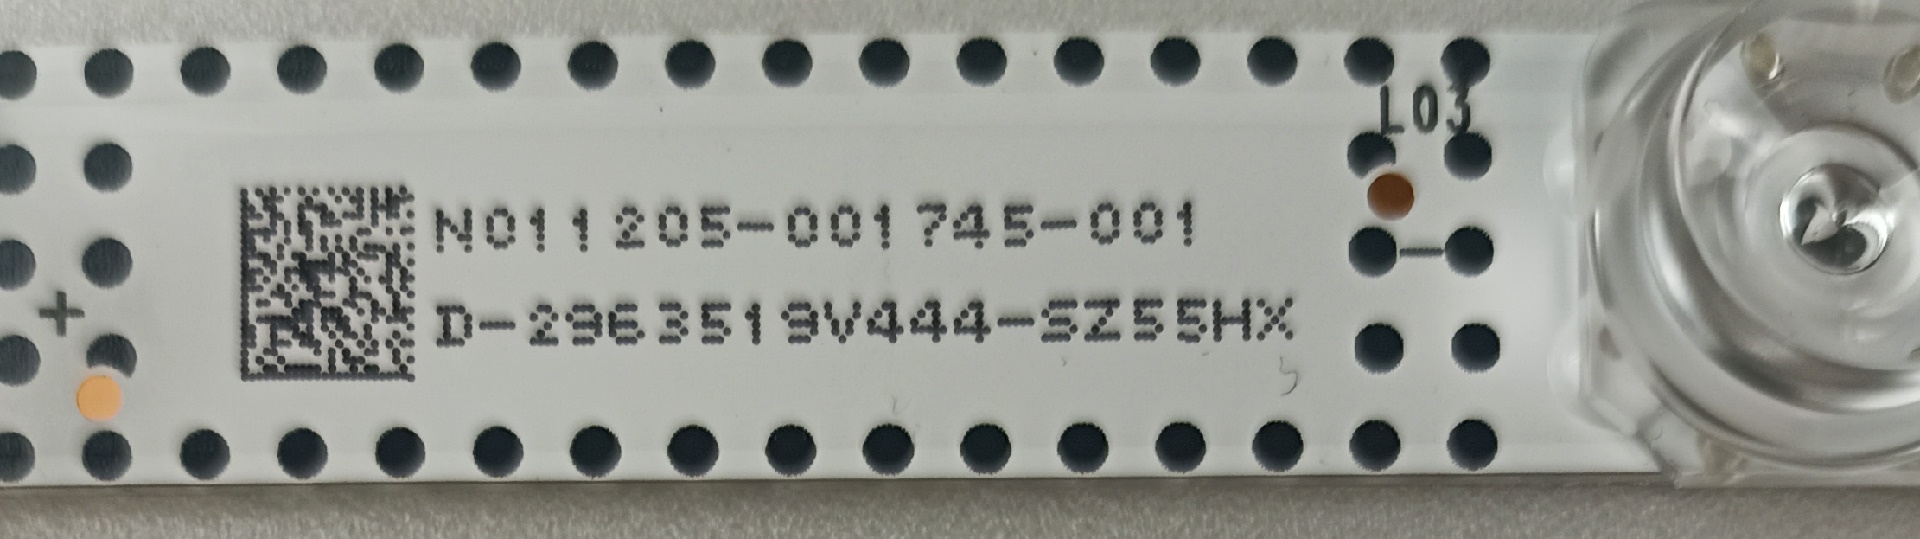 L03
N011205-001745-001
D-2963519V444-SZ55HX
+
-